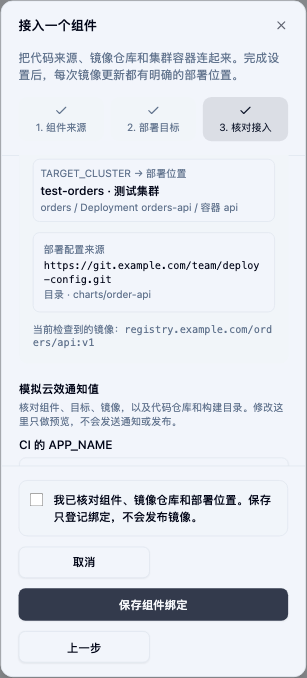 接入一个组件
把代码来源、镜像仓库和集群容器连起来。完成设
置后，每次镜像更新都有明确的部署位置。
1. 组件来源
2. 部署目标
3. 核对接入
TARGET_CLUSTER → 部署位置
test-orders · 测试集群
orders / Deployment orders-api / 容器 api
部署配置来源
https://git.example.com/team/deploy
-config.git
目录 · charts/order-api
当前检查到的镜像：registry.example.com/ord
ers/api:v1
模拟云效通知值
核对组件、目标、镜像，以及代码仓库和构建目录。修改这
里只做预览，不会发送通知或发布。
CI 的 APP_NAME
我已核对组件、镜像仓库和部署位置。保存
只登记绑定，不会发布镜像。
取消
保存组件绑定
上一步